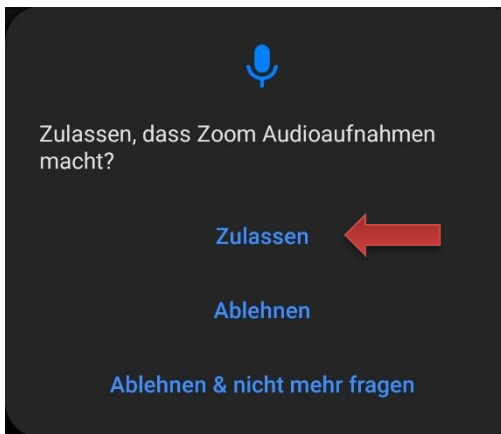 Zulassen, dass Zoom Audioaufnahmen
macht?
Zulassen
Ablehnen
Ablehnen & nicht mehr fragen